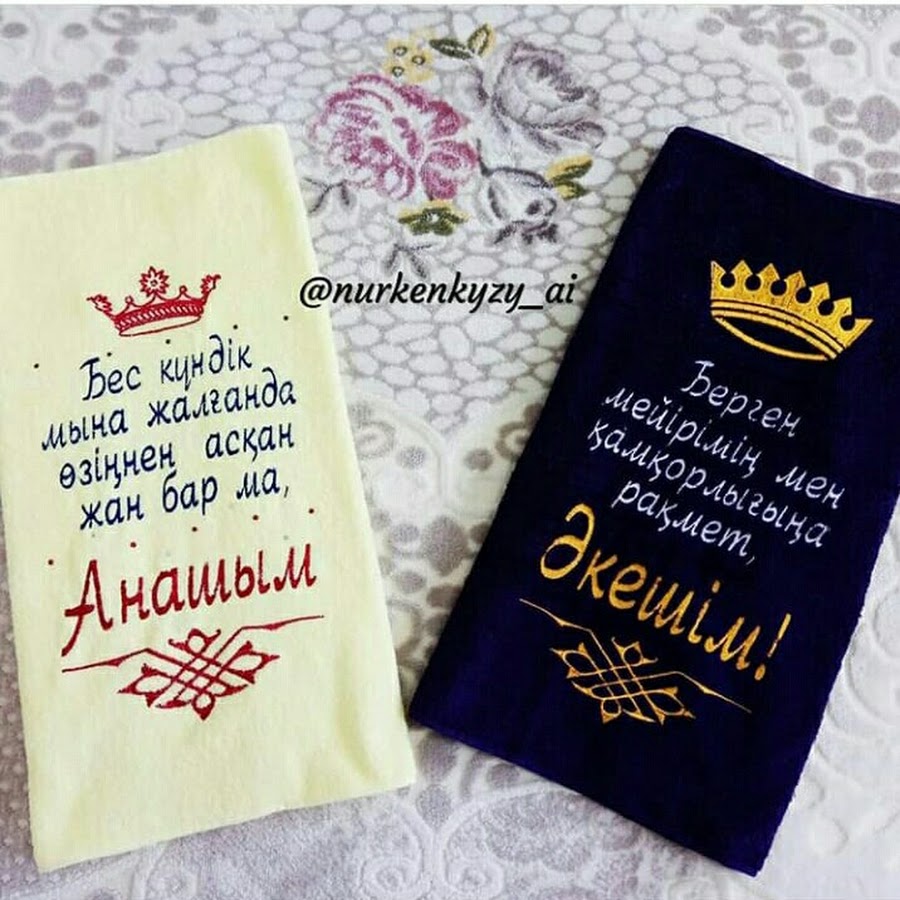 @nurkenkyzy_ai
Бес күндік
мына жалғанда
өзіңнен асқан
жан бар ма,
Анашым
Берген
мейірімің мен
қамқорлығыңа
рақмет,
Әкешім!